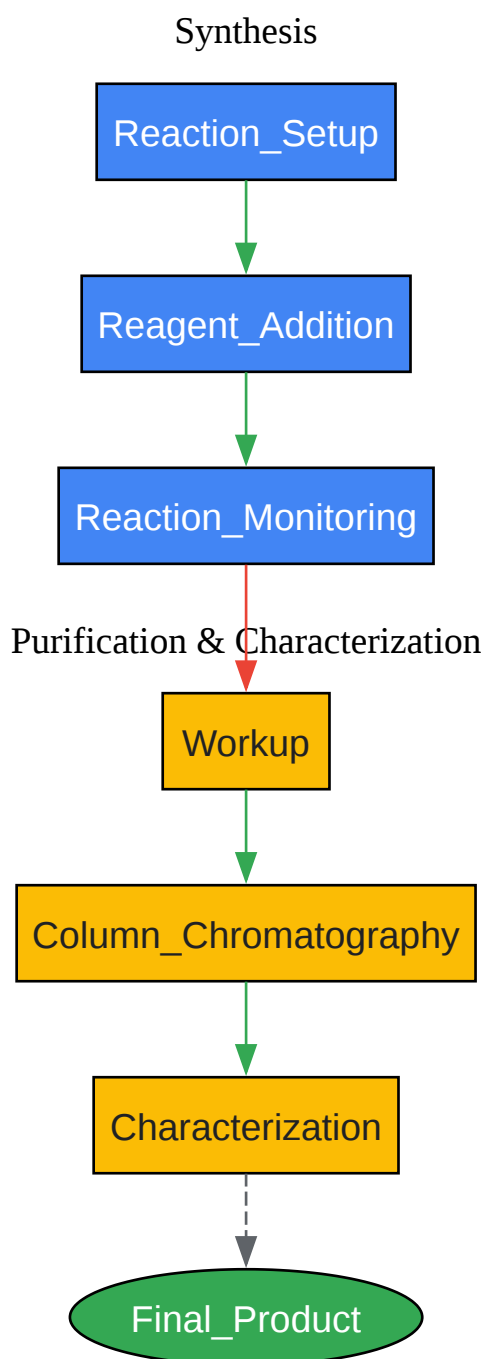 Synthesis
Reaction_Setup
Reagent_Addition
Reaction_Monitoring
Purification & Characterization
Workup
Column_Chromatography
Characterization
Final_Product